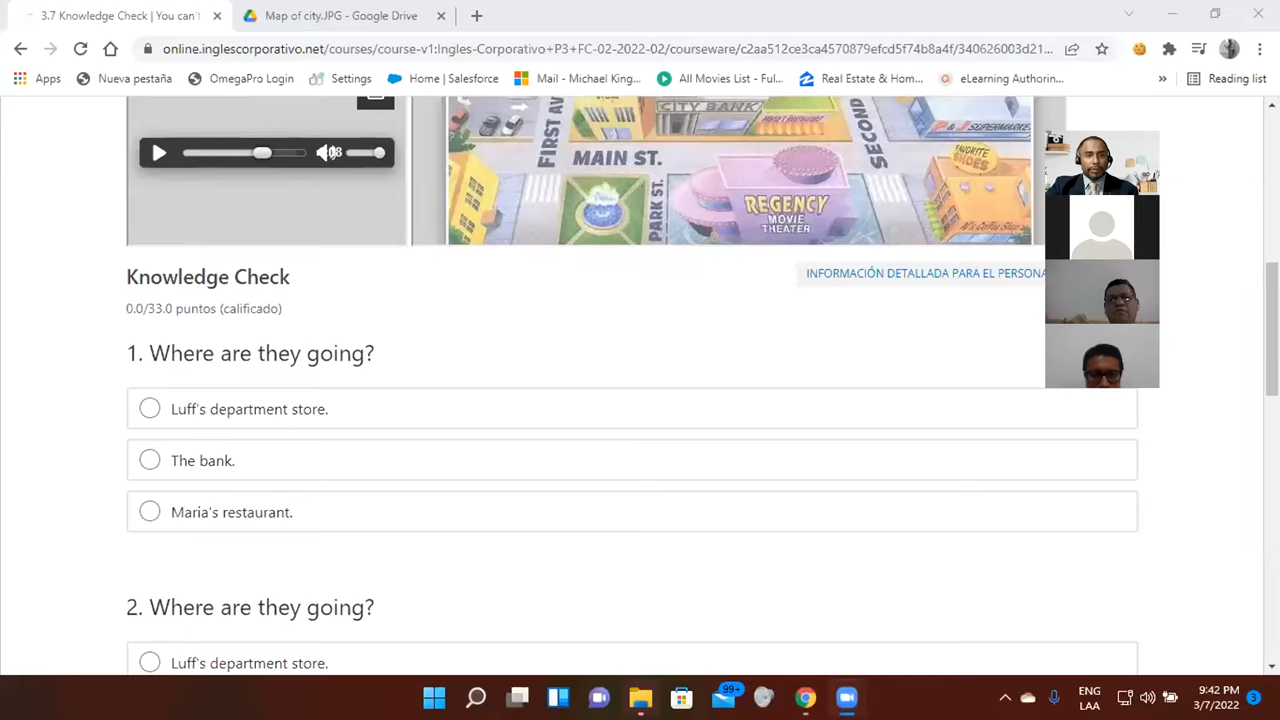 3.7 Knowledge Check | You can't
Map of city.JPG - Google Drive
online.inglescorporativo.net/courses/course-v1:Ingles-Corporativo+P3+FC-02-2022-02/courseware/c2aa512ce3ca4570879efcd5f74b8a4f/340626003d21...
Apps
Nueva pestaña
OmegaPro Login
Settings
Home | Salesforce
Mail - Michael King...
All Movies List - Ful...
Real Estate & Hom...
eLearning Authorin...
»
Reading list
CITY BANK
FIRST AV
MAIN ST.
SECOND
SUPERMARKET
FAVORITE
SHOES
PARK ST.
REGENCY
MOVIE
THEATER
Knowledge Check
INFORMACIÓN DETALLADA PARA EL PERSONA
0.0/33.0 puntos (calificado)
1. Where are they going?
Luff's department store.
The bank.
Maria's restaurant.
2. Where are they going?
Luff's department store.
99+
ENG
LAA
9:42 PM
3/7/2022
3